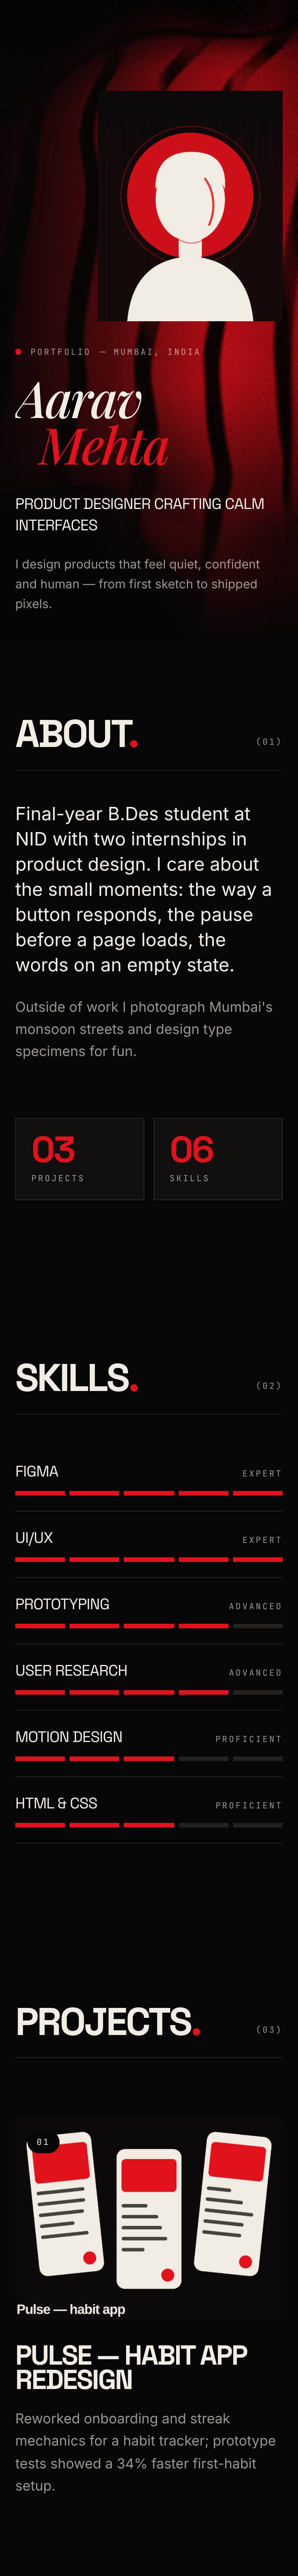 PORTFOLIO — MUMBAI, INDIA
Aarav
Mehta
PRODUCT DESIGNER CRAFTING CALM
INTERFACES
I design products that feel quiet, confident
and human — from first sketch to shipped
pixels.
ABOUT.
(01)
Final-year B.Des student at
NID with two internships in
product design. I care about
the small moments: the way a
button responds, the pause
before a page loads, the
words on an empty state.
Outside of work I photograph Mumbai's
monsoon streets and design type
specimens for fun.
03
PROJECTS
06
SKILLS
SKILLS.
(02)
FIGMA
EXPERT
UI/UX
EXPERT
PROTOTYPING
ADVANCED
USER RESEARCH
ADVANCED
MOTION DESIGN
PROFICIENT
HTML & CSS
PROFICIENT
PROJECTS.
(03)
01
Pulse — habit app
PULSE — HABIT APP
REDESIGN
Reworked onboarding and streak
mechanics for a habit tracker; prototype
tests showed a 34% faster first-habit
setup.